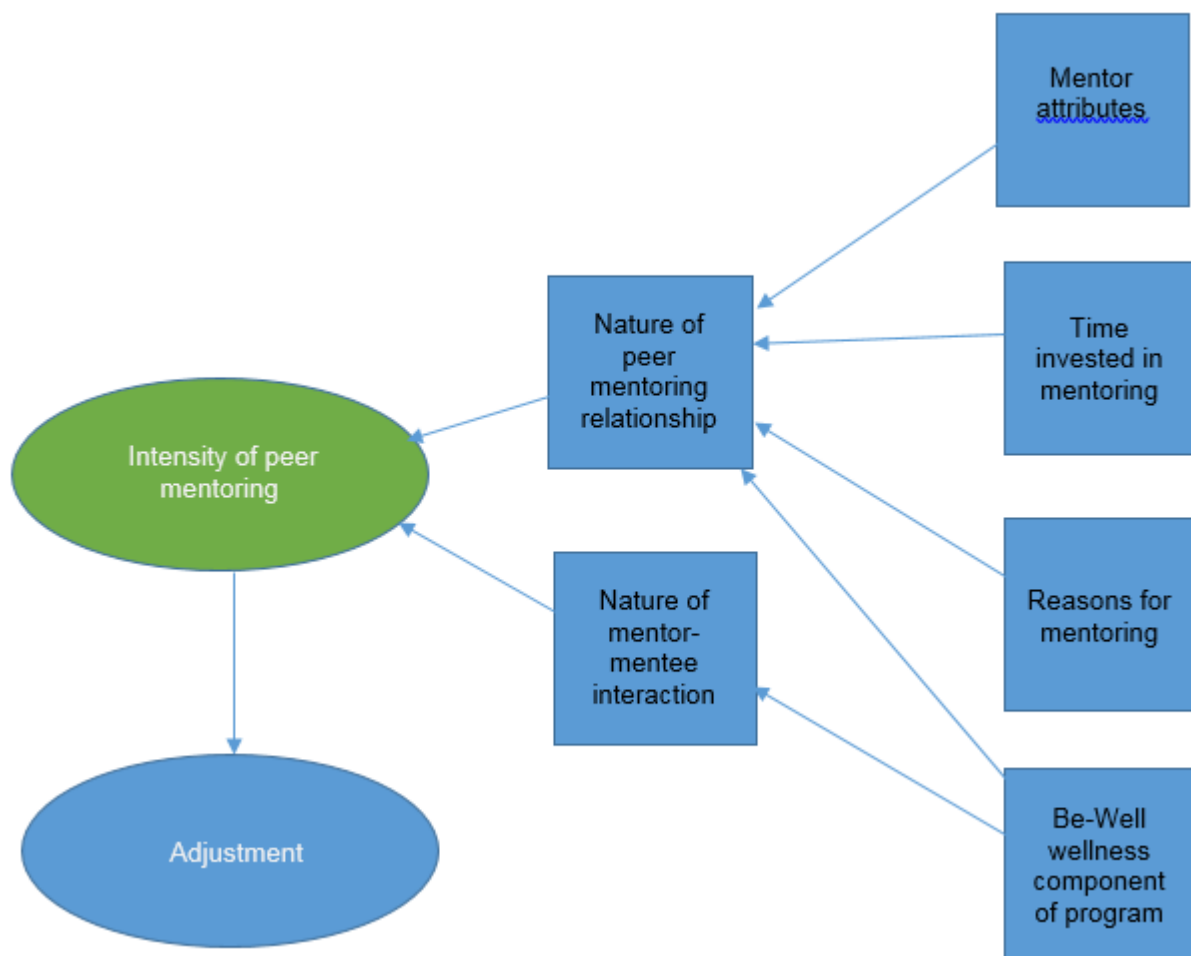 Mentor
attributes
Nature of
peer
mentoring
relationship
Time
invested in
mentoring
Intensity of peer
mentoring
Nature of
mentor-
mentee
interaction
Reasons for
mentoring
Adjustment
Be-Well
wellness
component
of program